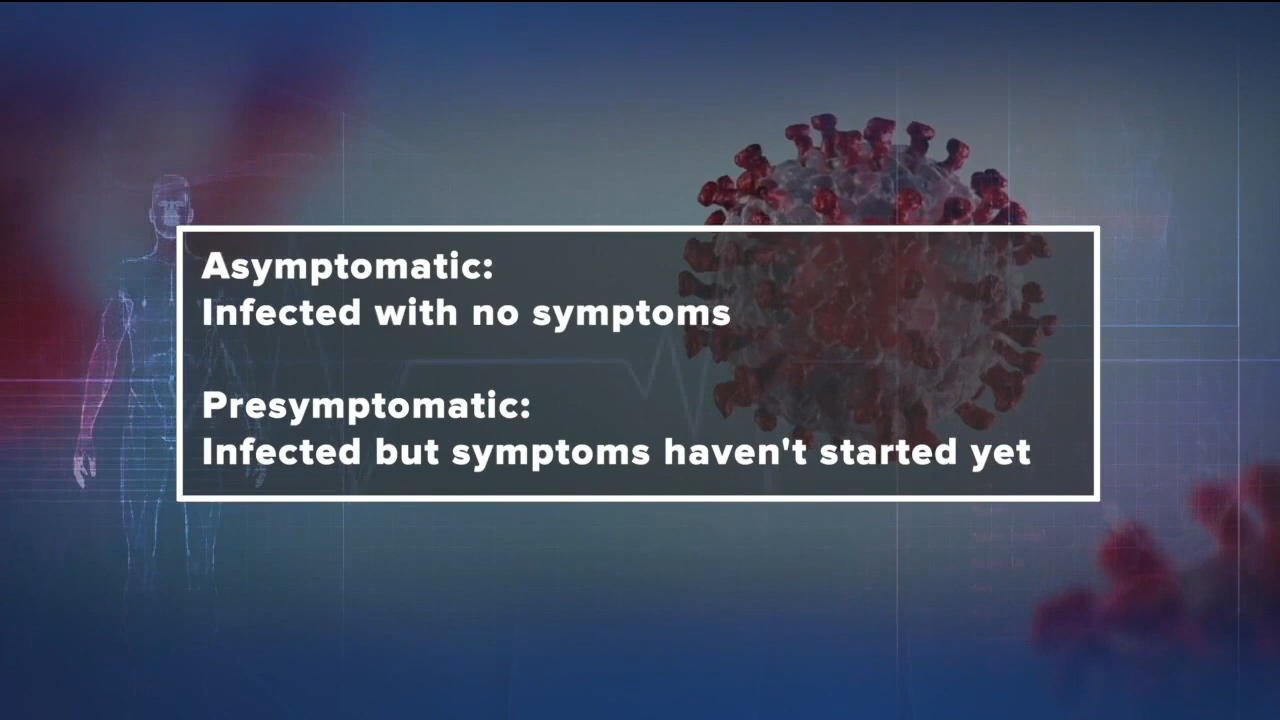 Asymptomatic:
Infected with no symptoms
Presymptomatic:
Infected but symptoms haven't started yet